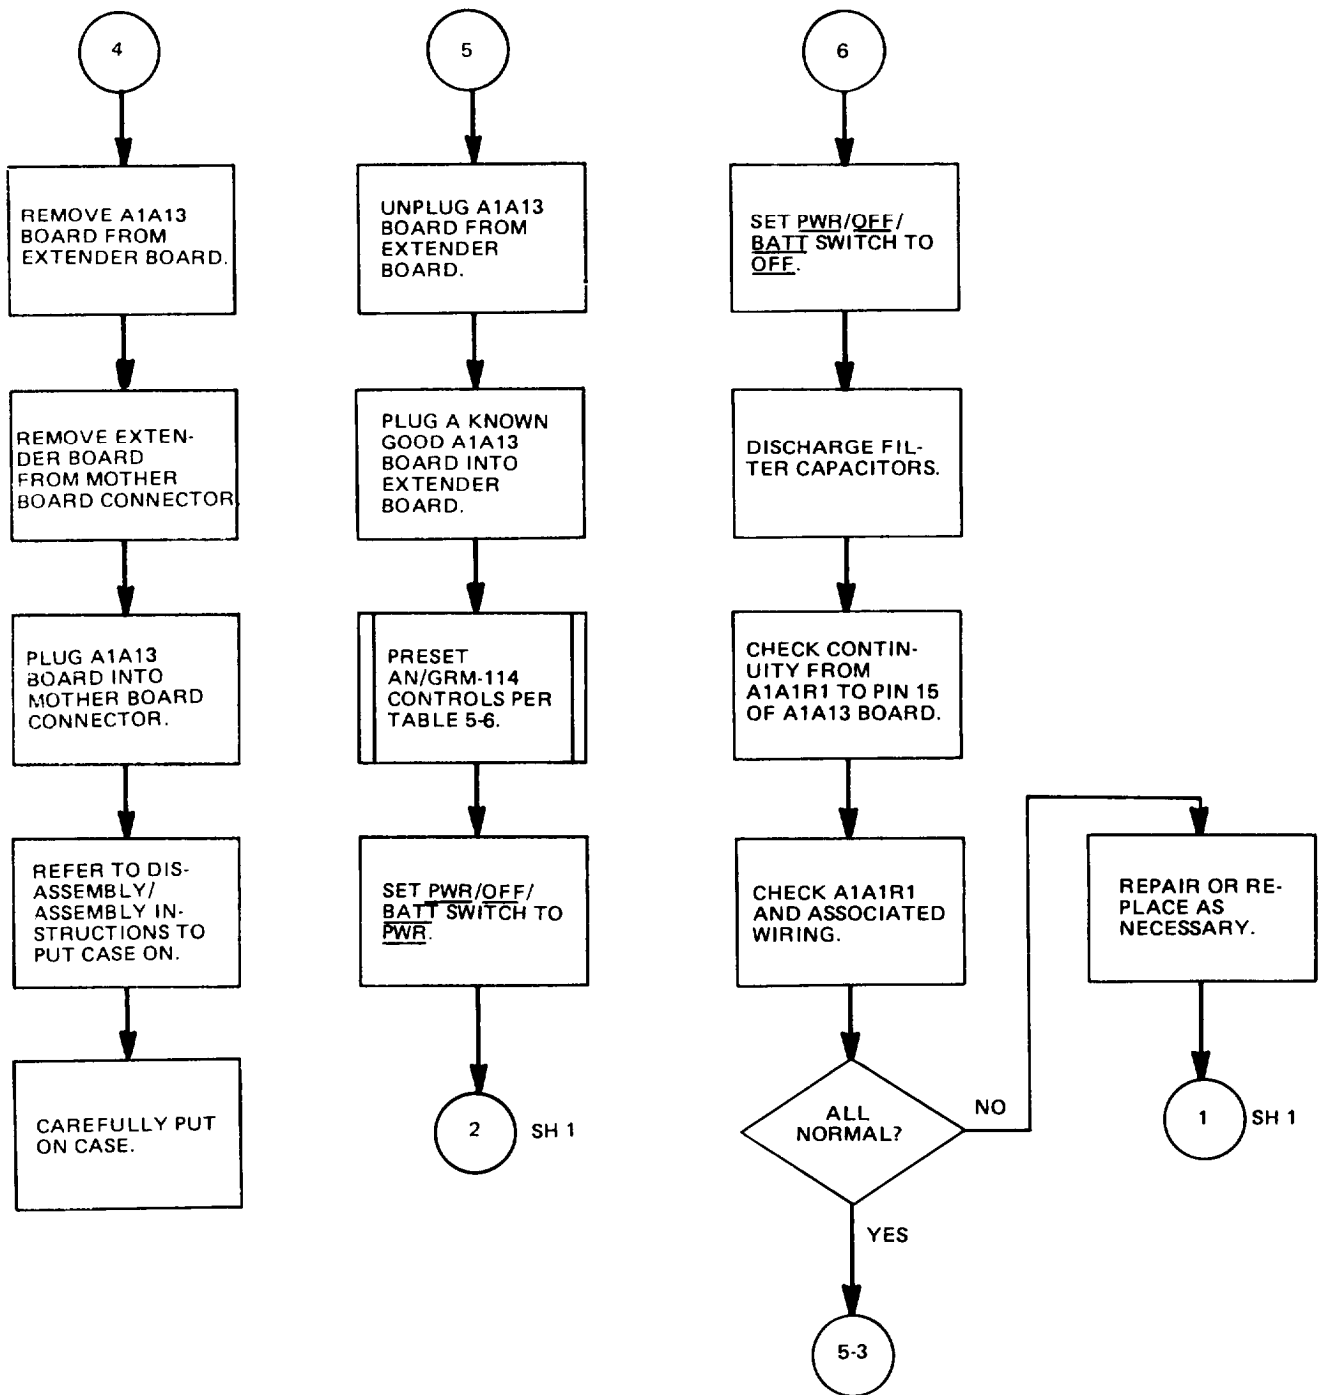 4
REMOVE A1A13
BOARD FROM
EXTENDER BOARD.
REMOVE EXTEN-
DER BOARD
FROM MOTHER
BOARD CONNECTOR
PLUG A1A13
BOARD INTO
MOTHER BOARD
CONNECTOR.
REFER TO DIS-
ASSEMBLY/
ASSEMBLY IN-
STRUCTIONS TO
PUT CASE ON.
CAREFULLY PUT
ON CASE.
5
UNPLUG A1A13
BOARD FROM
EXTENDER
BOARD.
PLUG A KNOWN
GOOD A1A13
BOARD INTO
EXTENDER
BOARD.
PRESET
AN/GRM-114
CONTROLS PER
TABLE 5-6.
SET PWR/OFF/
BATT SWITCH TO
PWR.
2 SH 1
6
SET PWR/OFF/
BATT SWITCH TO
OFF.
DISCHARGE FIL-
TER CAPACITORS.
CHECK CONTIN-
UITY FROM
A1A1R1 TO PIN 15
OF A1A13 BOARD.
CHECK A1A1R1
AND ASSOCIATED
WIRING.
ALL
NORMAL?
NO
YES
5-3
REPAIR OR RE-
PLACE AS
NECESSARY.
1 SH 1